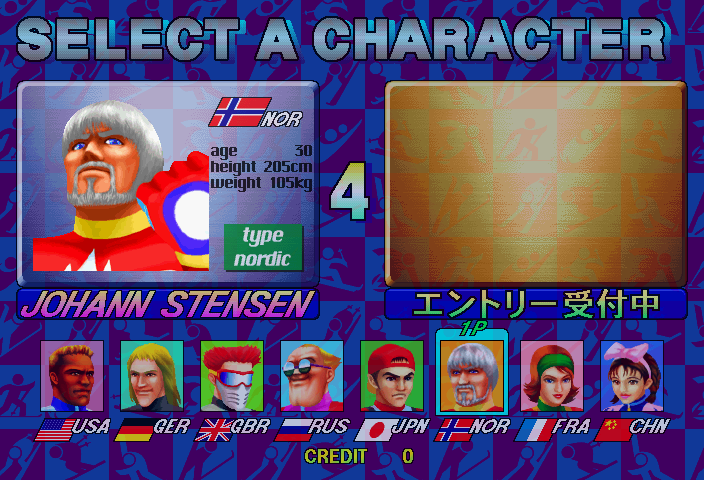 SELECT A CHARACTER
NOR
age 30
height 205cm
weight 105kg
type
nordic
4
JOHANN STENSEN
エントリー受付中
1P
USA
GER
GBR
RUS
JPN
NOR
FRA
CHN
CREDIT 0